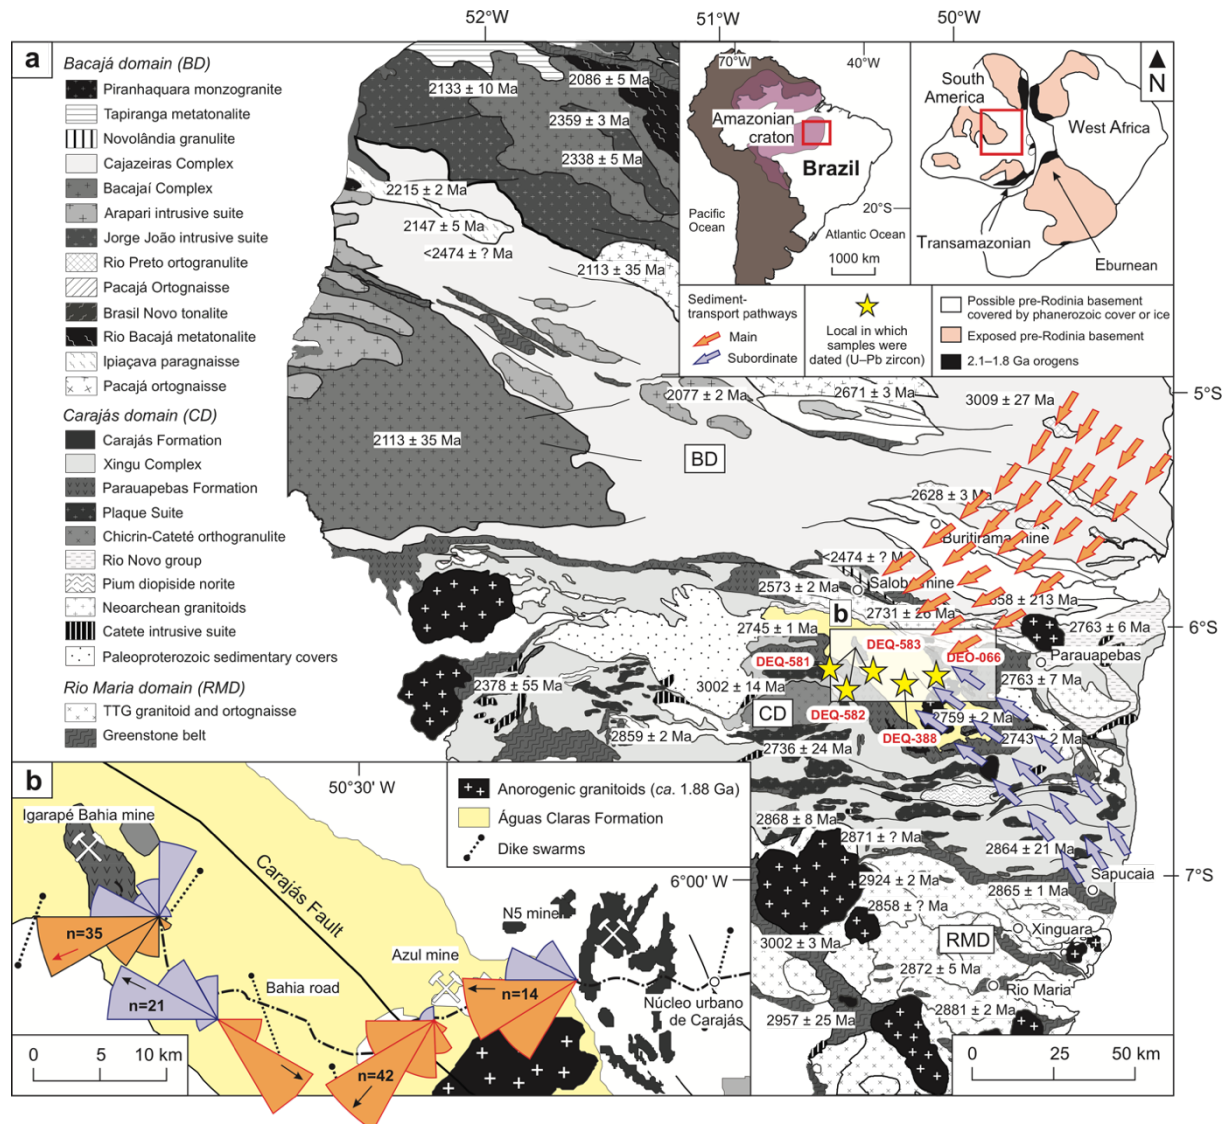 52°W
51°W
50°W
a
Bacajá domain (BD)
Piranhaquara monzogranite
Tapiranga metatonalite
Novolândia granulite
Cajazeiras Complex
Bacajaí Complex
Arapari intrusive suite
Jorge João intrusive suite
Rio Preto ortogranulite
Pacajá Ortognaisse
Brasil Novo tonalite
Rio Bacajá metatonalite
Ipiaçava paragnaisse
Pacajá ortognaisse
Carajás domain (CD)
Carajás Formation
Xingu Complex
Parauapebas Formation
Plaque Suite
Chicrin-Cateté orthogranulite
Rio Novo group
Pium diopiside norite
Neoarchean granitoids
Catete intrusive suite
Paleoproterozoic sedimentary covers
Rio Maria domain (RMD)
TTG granitoid and ortognaisse
Greenstone belt
2133 ± 10 Ma
2086 ± 5 Ma
2359 ± 3 Ma
2338 ± 5 Ma
2215 ± 2 Ma
2147 ± 5 Ma
<2474 ± ? Ma
2113 ± 35 Ma
70°W
40°W
Amazonian
craton
Brazil
Pacific
Ocean
20°S
Atlantic Ocean
1000 km
N
South
America
West Africa
Transamazonian
Eburnean
Sediment-
transport pathways
Main
Subordinate
Local in which
samples were
dated (U–Pb zircon)
Possible pre-Rodinia basement
covered by phanerozoic cover or ice
Exposed pre-Rodinia basement
2.1–1.8 Ga orogens
5°S
2077 ± 2 Ma
2671 ± 3 Ma
3009 ± 27 Ma
2113 ± 35 Ma
BD
2628 ± 3 Ma
Buritirama mine
<2474 ± ? M
2573 ± 2 Ma
Salobo mine
858 ± 213 Ma
2731 ± 26 Ma
6°S
2745 ± 1 Ma
b
2763 ± 6 Ma
DEQ-583
DEQ-581
DEO-066
Parauapebas
2378 ± 55 Ma
3002 ± 14 Ma
2763 ± 7 Ma
CD
DEQ-582
2759 ± 2 Ma
2859 ± 2 Ma
DEQ-388
2743 ± 2 Ma
2736 ± 24 Ma
2868 ± 8 Ma
2871 ± ? Ma
2864 ± 21 Ma
2924 ± 2 Ma
Sapucaia
7°S
2865 ± 1 Ma
2858 ± ? Ma
Xinguara
3002 ± 3 Ma
RMD
2872 ± 5 Ma
Rio Maria
2881 ± 2 Ma
2957 ± 25 Ma
0 25 50 km
b
50°30' W
Anorogenic granitoids (ca. 1.88 Ga)
Águas Claras Formation
Dike swarms
Igarapé Bahia mine
Carajás Fault
6°00' W
N5 mine
n=35
Azul mine
n=21
Bahia road
n=14
Núcleo urbano
de Carajás
n=42
0 5 10 km